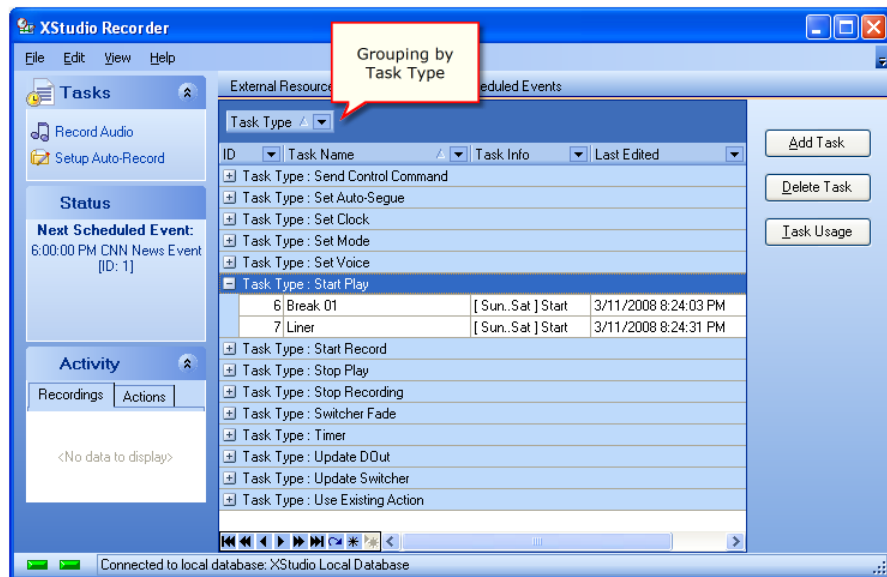 XStudio Recorder
File Edit View Help
Grouping by
Task Type
Tasks
Record Audio
Setup Auto-Record
Status
Next Scheduled Event:
6:00:00 PM CNN News Event
[ID: 1]
Activity
Recordings Actions
<No data to display>
External Resource eduled Events
Task Type
ID Task Name Task Info Last Edited
Task Type : Send Control Command
Task Type : Set Auto-Segue
Task Type : Set Clock
Task Type : Set Mode
Task Type : Set Voice
Task Type : Start Play
6 Break 01 [ Sun..Sat ] Start 3/11/2008 8:24:03 PM
7 Liner [ Sun..Sat ] Start 3/11/2008 8:24:31 PM
Task Type : Start Record
Task Type : Stop Play
Task Type : Stop Recording
Task Type : Switcher Fade
Task Type : Timer
Task Type : Update DOut
Task Type : Update Switcher
Task Type : Use Existing Action
Add Task
Delete Task
Task Usage
Connected to local database: XStudio Local Database